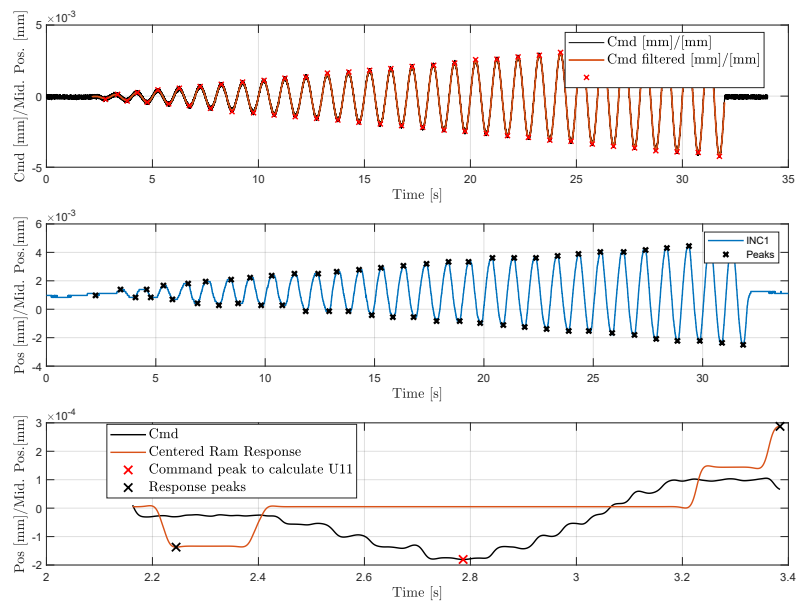 ×10-3
5
0
-5
Cmd [mm]/Mid. Pos. [mm]
Cmd [mm]/[mm]
Cmd filtered [mm]/[mm]
0 5 10 15 20 25 30 35
Time [s]
×10-3
6
4
2
0
-2
-4
Pos [mm]/Mid. Pos.[mm]
INC1
Peaks
0 5 10 15 20 25 30
Time [s]
×10-4
3
2
1
0
-1
-2
Pos [mm]/Mid. Pos.[mm]
Cmd
Centered Ram Response
Command peak to calculate U11
Response peaks
2 2.2 2.4 2.6 2.8 3 3.2 3.4
Time [s]